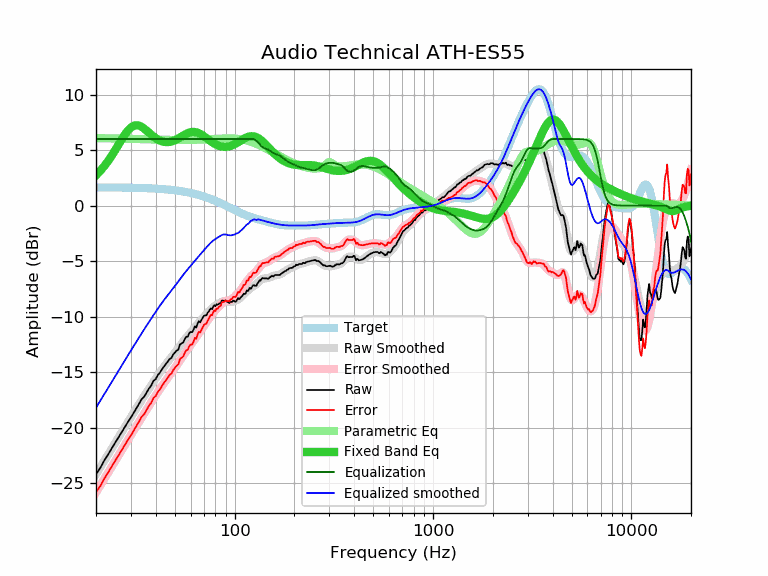 Audio Technical ATH-ES55
10
5
0
−5
−10
−15
−20
−25
Amplitude (dBr)
Target
Raw Smoothed
Error Smoothed
Raw
Error
Parametric Eq
Fixed Band Eq
Equalization
Equalized smoothed
100 1000 10000
Frequency (Hz)